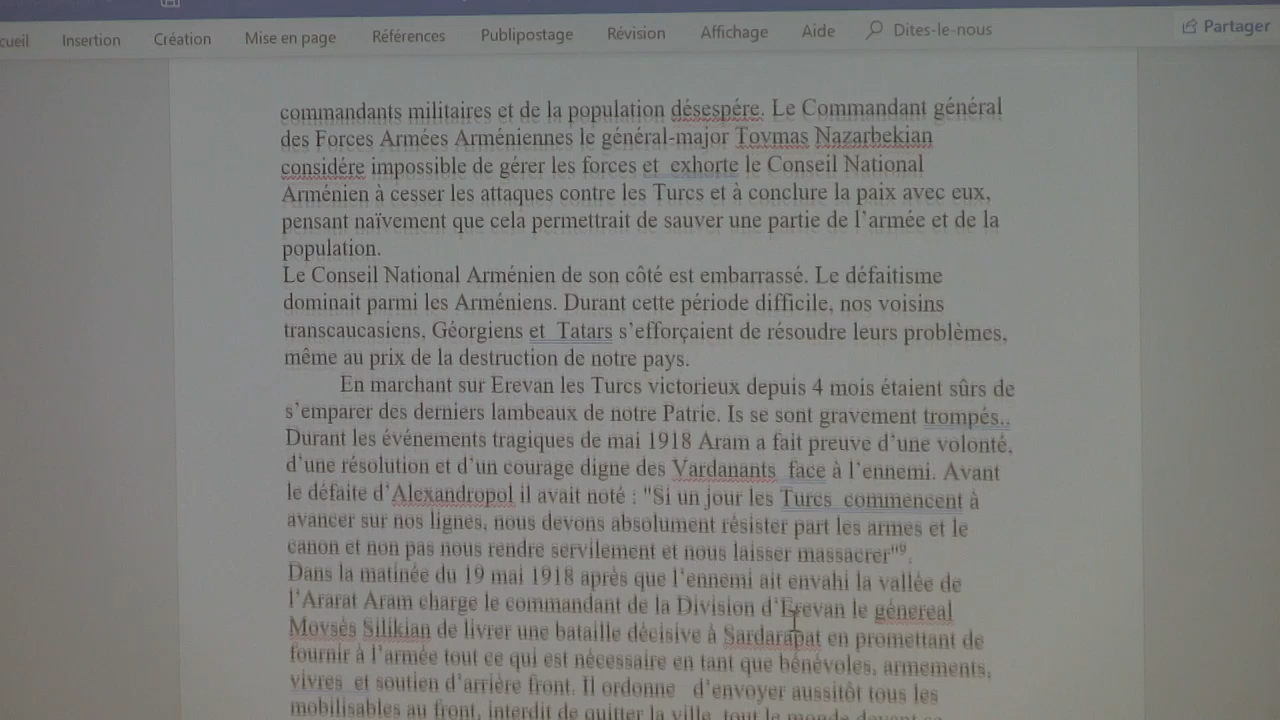 cueil Insertion Création Mise en page Références Publipostage Révision Affichage Aide Dites-le-nous Partager
commandants militaires et de la population désespére. Le Commandant général
des Forces Armées Arméniennes le général-major Tovmas Nazarbekian
considére impossible de gérer les forces et exhorte le Conseil National
Arménien à cesser les attaques contre les Turcs et à conclure la paix avec eux,
pensant naïvement que cela permettrait de sauver une partie de l'armée et de la
population.
Le Conseil National Arménien de son côté est embarrassé. Le défaitisme
dominait parmi les Arméniens. Durant cette période difficile, nos voisins
transcaucasiens, Géorgiens et Tatars s'efforçaient de résoudre leurs problèmes,
même au prix de la destruction de notre pays.
En marchant sur Erevan les Turcs victorieux depuis 4 mois étaient sûrs de
s'emparer des derniers lambeaux de notre Patrie. Is se sont gravement trompés..
Durant les événements tragiques de mai 1918 Aram a fait preuve d'une volonté,
d'une résolution et d'un courage digne des Vardanants face à l'ennemi. Avant
le défaite d'Alexandropol il avait noté : "Si un jour les Turcs commencent à
avancer sur nos lignes, nous devons absolument résister part les armes et le
canon et non pas nous rendre servilement et nous laisser massacrer"⁹.
Dans la matinée du 19 mai 1918 après que l'ennemi ait envahi la vallée de
l'Ararat Aram charge le commandant de la Division d'Erevan le génereal
Movsès Silikian de livrer une bataille décisive à Sardarapat en promettant de
fournir à l'armée tout ce qui est nécessaire en tant que bénévoles, armements,
vivres et soutien d'arrière front. Il ordonne d'envoyer aussitôt tous les
mobilisables au front, interdit de quitter la ville, tout le monde devant se